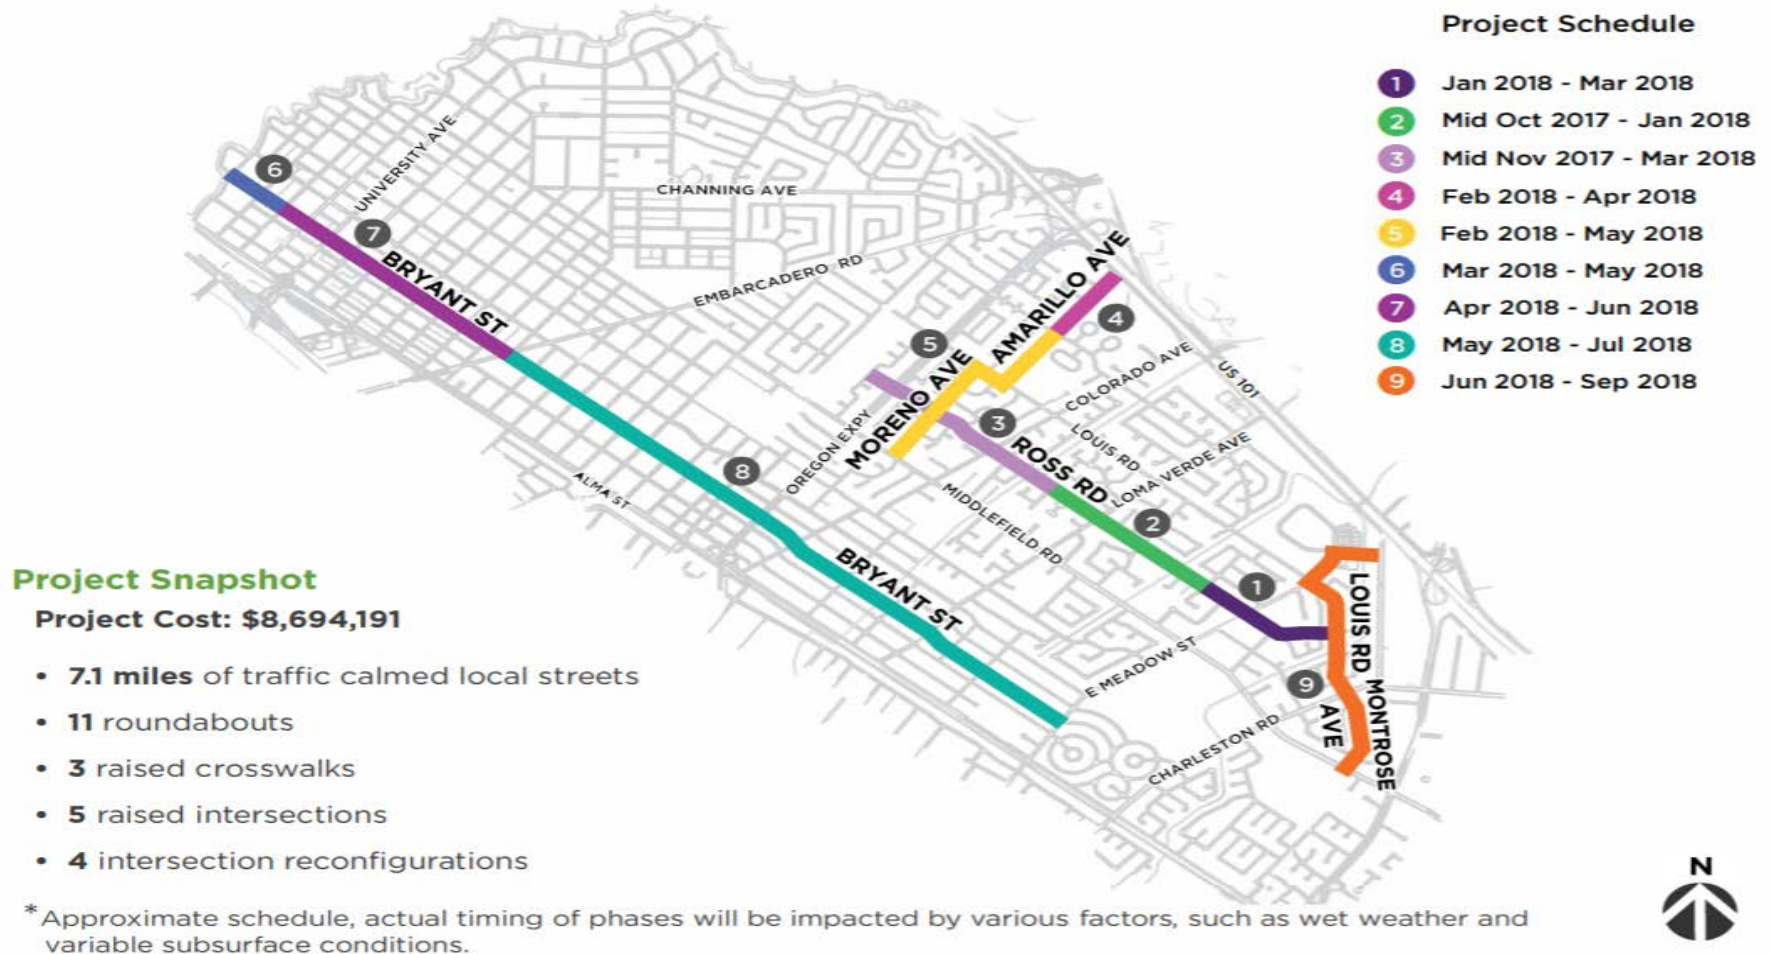 Project Schedule
1 Jan 2018 - Mar 2018
2 Mid Oct 2017 - Jan 2018
3 Mid Nov 2017 - Mar 2018
4 Feb 2018 - Apr 2018
5 Feb 2018 - May 2018
6 Mar 2018 - May 2018
7 Apr 2018 - Jun 2018
8 May 2018 - Jul 2018
9 Jun 2018 - Sep 2018
6
UNIVERSITY AVE
7
BRYANT ST
CHANNING AVE
EMBARCADERO RD
AMARILLO AVE
4
5
MORENO AVE
COLORADO AVE
US 101
OREGON EXPY
3
ROSS RD
LOUIS RD
LOMA VERDE AVE
8
ALMA ST
MIDDLEFIELD RD
2
BRYANT ST
1
LOUIS RD
E MEADOW ST
9
MONTROSE
AVE
CHARLESTON RD
Project Snapshot
Project Cost: $8,694,191
• 7.1 miles of traffic calmed local streets
• 11 roundabouts
• 3 raised crosswalks
• 5 raised intersections
• 4 intersection reconfigurations
N
* Approximate schedule, actual timing of phases will be impacted by various factors, such as wet weather and
variable subsurface conditions.